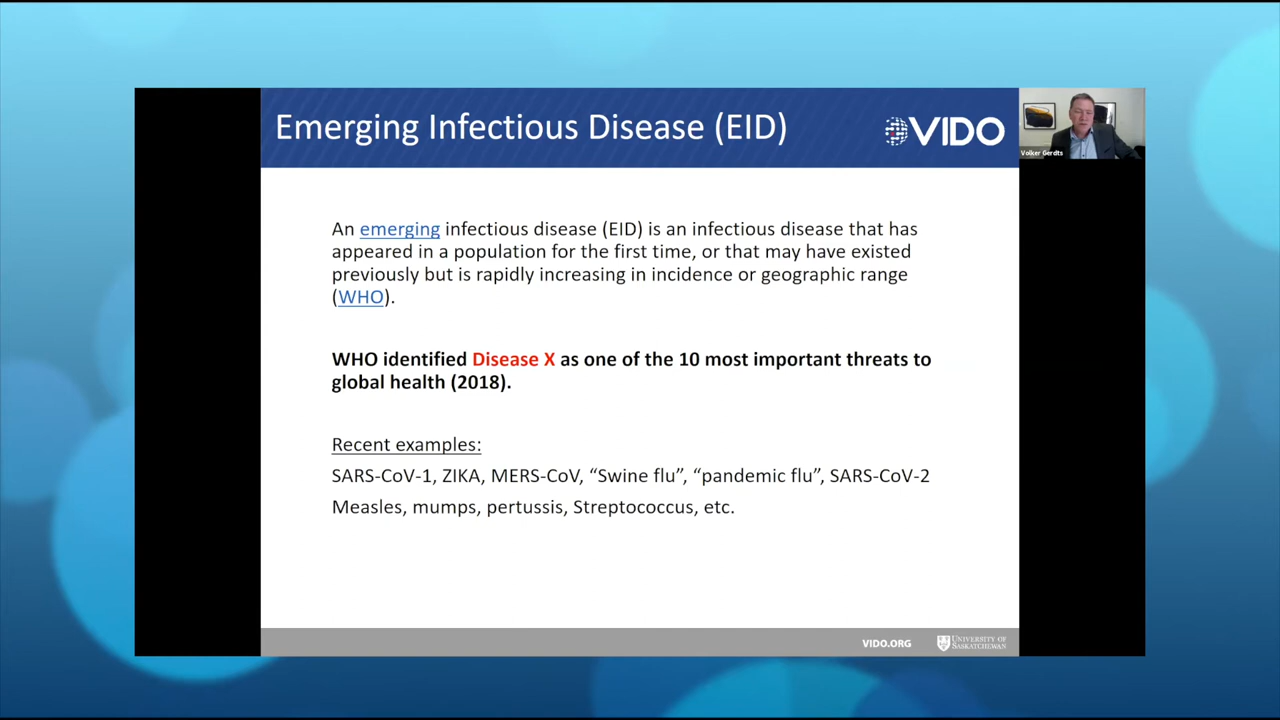 Emerging Infectious Disease (EID)
VIDO
Volker Gerdts
An emerging infectious disease (EID) is an infectious disease that has
appeared in a population for the first time, or that may have existed
previously but is rapidly increasing in incidence or geographic range
(WHO).
WHO identified Disease X as one of the 10 most important threats to
global health (2018).
Recent examples:
SARS-CoV-1, ZIKA, MERS-CoV, “Swine flu”, “pandemic flu”, SARS-CoV-2
Measles, mumps, pertussis, Streptococcus, etc.
VIDO.ORG
UNIVERSITY OF
SASKATCHEWAN